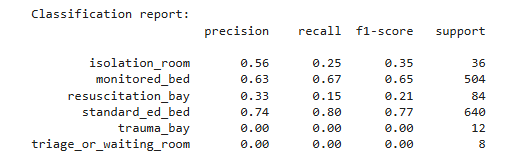 Classification report:
precision recall f1-score support
isolation_room 0.56 0.25 0.35 36
monitored_bed 0.63 0.67 0.65 504
resuscitation_bay 0.33 0.15 0.21 84
standard_ed_bed 0.74 0.80 0.77 640
trauma_bay 0.00 0.00 0.00 12
triage_or_waiting_room 0.00 0.00 0.00 8